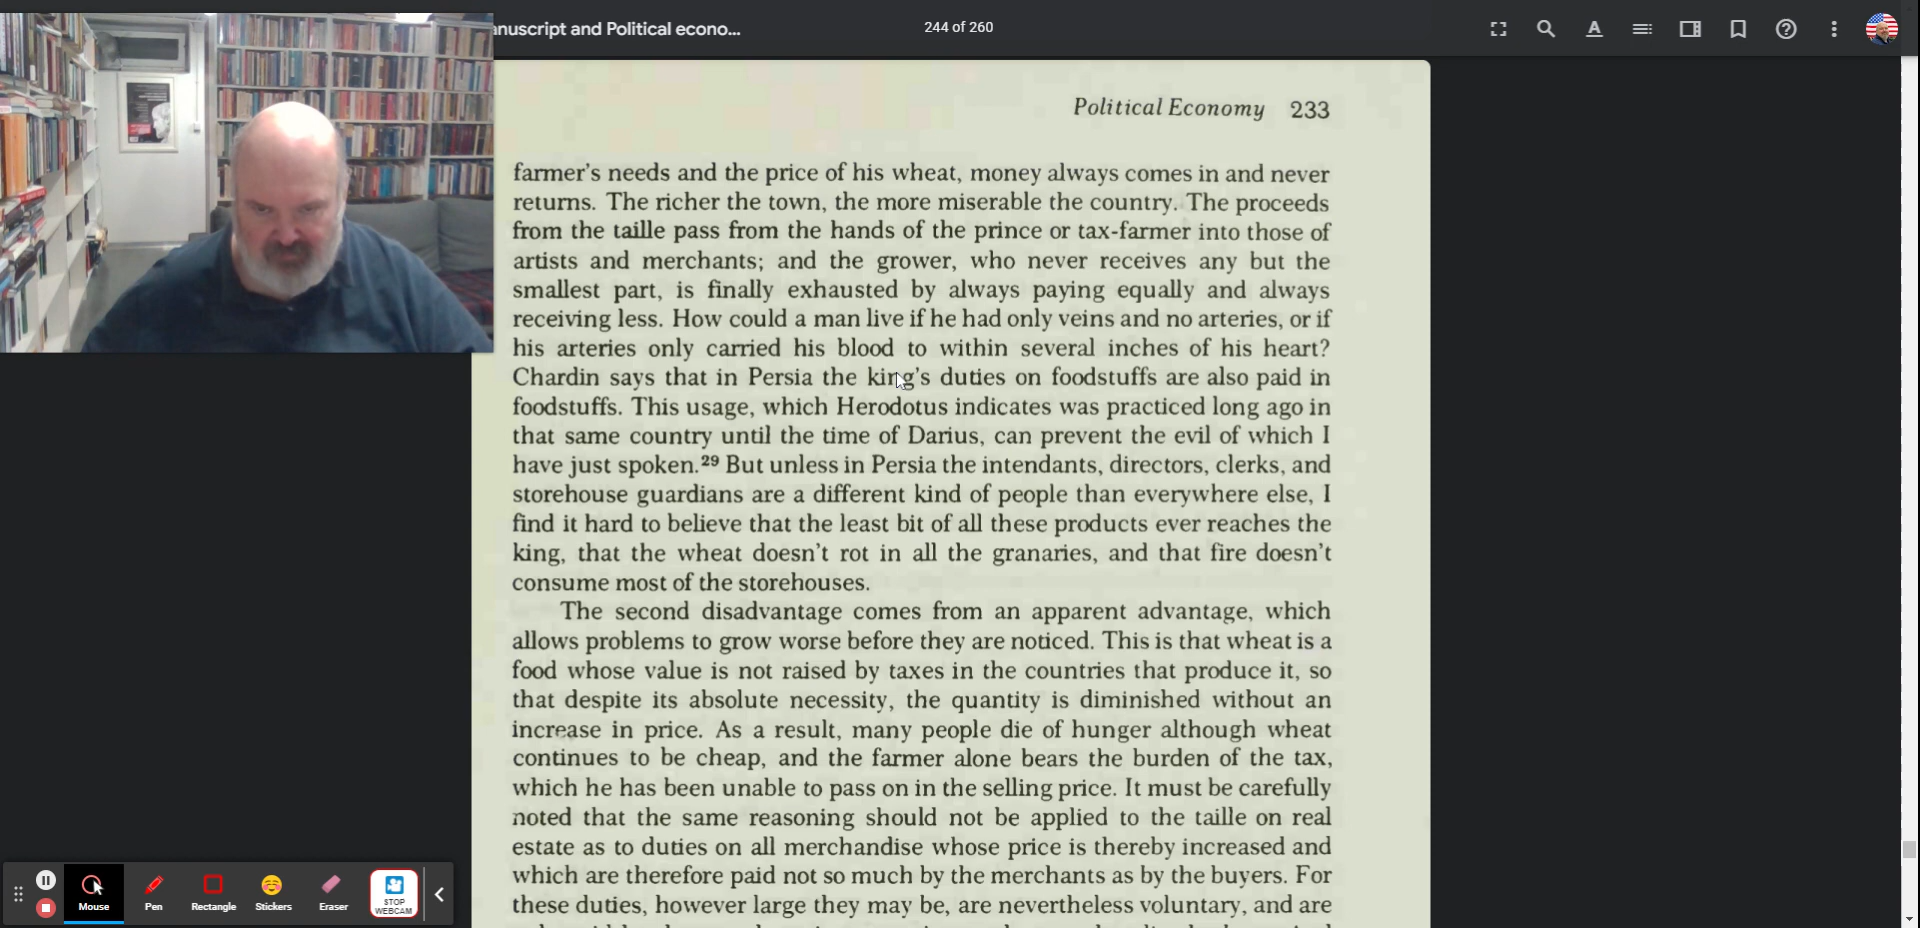 anuscript and Political econo...
244 of 260
Political Economy 233
farmer's needs and the price of his wheat, money always comes in and never
returns. The richer the town, the more miserable the country. The proceeds
from the taille pass from the hands of the prince or tax-farmer into those of
artists and merchants; and the grower, who never receives any but the
smallest part, is finally exhausted by always paying equally and always
receiving less. How could a man live if he had only veins and no arteries, or if
his arteries only carried his blood to within several inches of his heart?
Chardin says that in Persia the king's duties on foodstuffs are also paid in
foodstuffs. This usage, which Herodotus indicates was practiced long ago in
that same country until the time of Darius, can prevent the evil of which I
have just spoken.²⁹ But unless in Persia the intendants, directors, clerks, and
storehouse guardians are a different kind of people than everywhere else, I
find it hard to believe that the least bit of all these products ever reaches the
king, that the wheat doesn't rot in all the granaries, and that fire doesn't
consume most of the storehouses.
The second disadvantage comes from an apparent advantage, which
allows problems to grow worse before they are noticed. This is that wheat is a
food whose value is not raised by taxes in the countries that produce it, so
that despite its absolute necessity, the quantity is diminished without an
increase in price. As a result, many people die of hunger although wheat
continues to be cheap, and the farmer alone bears the burden of the tax,
which he has been unable to pass on in the selling price. It must be carefully
noted that the same reasoning should not be applied to the taille on real
estate as to duties on all merchandise whose price is thereby increased and
which are therefore paid not so much by the merchants as by the buyers. For
these duties, however large they may be, are nevertheless voluntary, and are
Mouse
Pen
Rectangle
Stickers
Eraser
STOP
WEBCAM